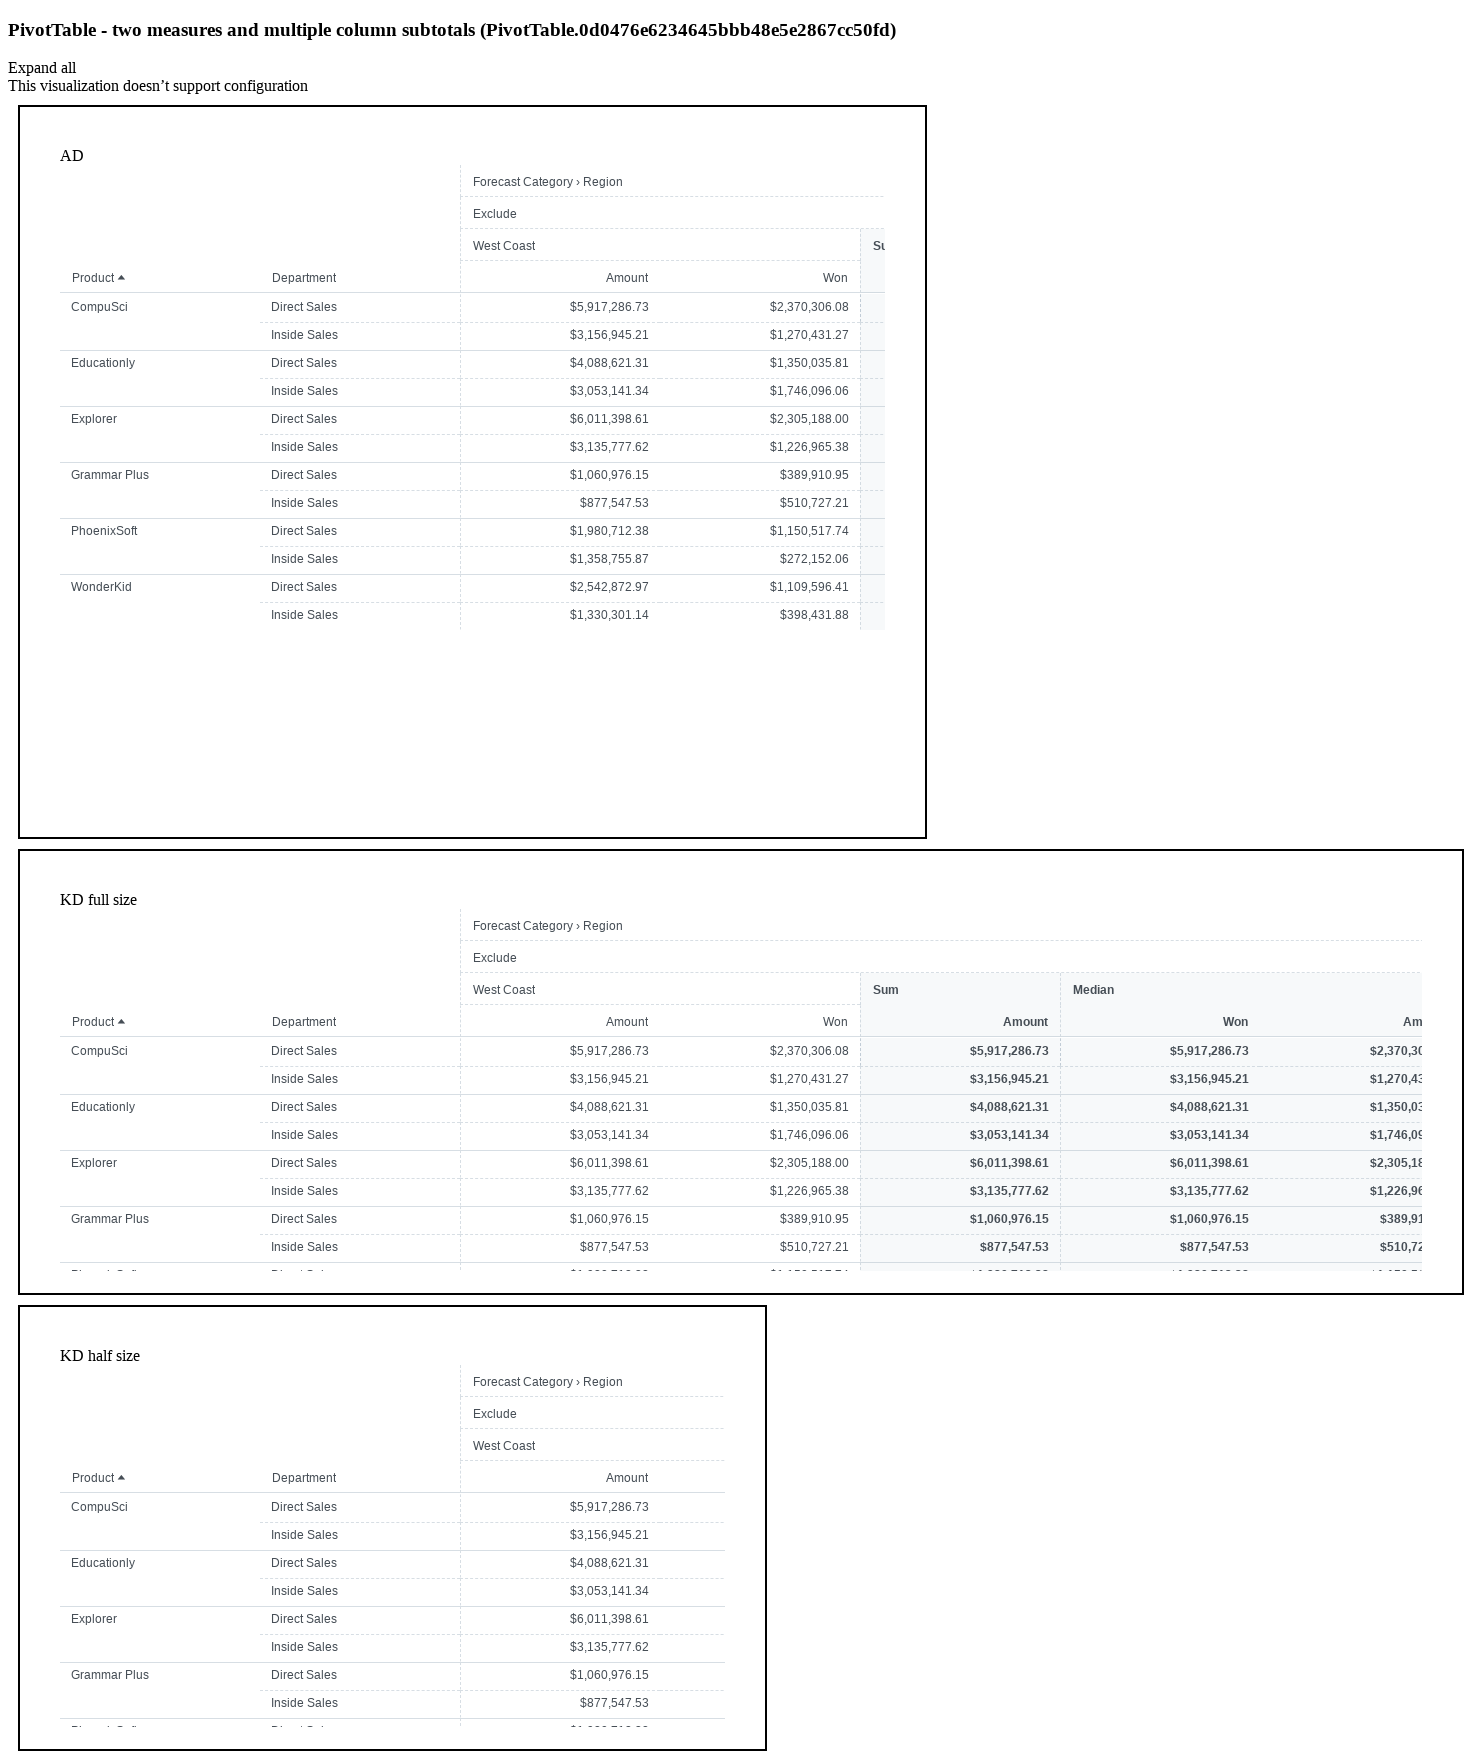 PivotTable - two measures and multiple column subtotals (PivotTable.0d0476e6234645bbb48e5e2867cc50fd)
Expand all
This visualization doesn’t support configuration
AD
Forecast Category › Region
Exclude
West Coast Su
Product Department Amount Won
CompuSci Direct Sales $5,917,286.73 $2,370,306.08
Inside Sales $3,156,945.21 $1,270,431.27
Educationly Direct Sales $4,088,621.31 $1,350,035.81
Inside Sales $3,053,141.34 $1,746,096.06
Explorer Direct Sales $6,011,398.61 $2,305,188.00
Inside Sales $3,135,777.62 $1,226,965.38
Grammar Plus Direct Sales $1,060,976.15 $389,910.95
Inside Sales $877,547.53 $510,727.21
PhoenixSoft Direct Sales $1,980,712.38 $1,150,517.74
Inside Sales $1,358,755.87 $272,152.06
WonderKid Direct Sales $2,542,872.97 $1,109,596.41
Inside Sales $1,330,301.14 $398,431.88
KD full size
Forecast Category › Region
Exclude
West Coast Sum Median
Product Department Amount Won Amount Won Am
CompuSci Direct Sales $5,917,286.73 $2,370,306.08 $5,917,286.73 $5,917,286.73 $2,370,30
Inside Sales $3,156,945.21 $1,270,431.27 $3,156,945.21 $3,156,945.21 $1,270,43
Educationly Direct Sales $4,088,621.31 $1,350,035.81 $4,088,621.31 $4,088,621.31 $1,350,03
Inside Sales $3,053,141.34 $1,746,096.06 $3,053,141.34 $3,053,141.34 $1,746,09
Explorer Direct Sales $6,011,398.61 $2,305,188.00 $6,011,398.61 $6,011,398.61 $2,305,18
Inside Sales $3,135,777.62 $1,226,965.38 $3,135,777.62 $3,135,777.62 $1,226,96
Grammar Plus Direct Sales $1,060,976.15 $389,910.95 $1,060,976.15 $1,060,976.15 $389,91
Inside Sales $877,547.53 $510,727.21 $877,547.53 $877,547.53 $510,72
KD half size
Forecast Category › Region
Exclude
West Coast
Product Department Amount
CompuSci Direct Sales $5,917,286.73
Inside Sales $3,156,945.21
Educationly Direct Sales $4,088,621.31
Inside Sales $3,053,141.34
Explorer Direct Sales $6,011,398.61
Inside Sales $3,135,777.62
Grammar Plus Direct Sales $1,060,976.15
Inside Sales $877,547.53